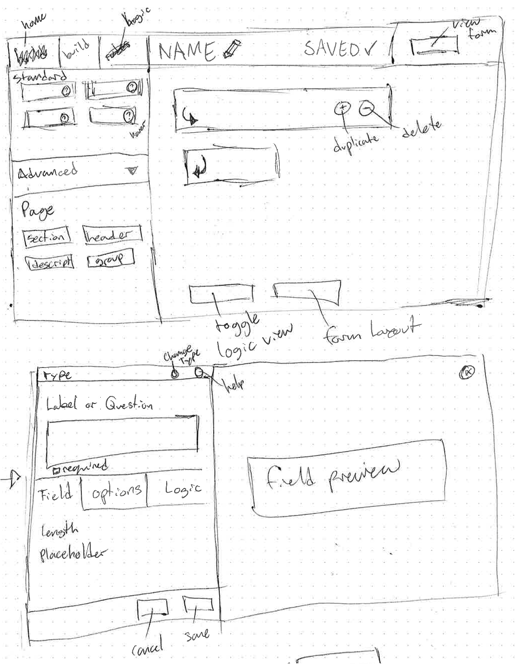 home
Logic
build
NAME
SAVED ✓
view form
standard
hover
duplicate
delete
Advanced
Page
section
header
descript
group
toggle logic view
form Layout
TYPE
change Type
help
Label or Question
required
Field
options
Logic
Length
Placeholder
field preview
cancel
save